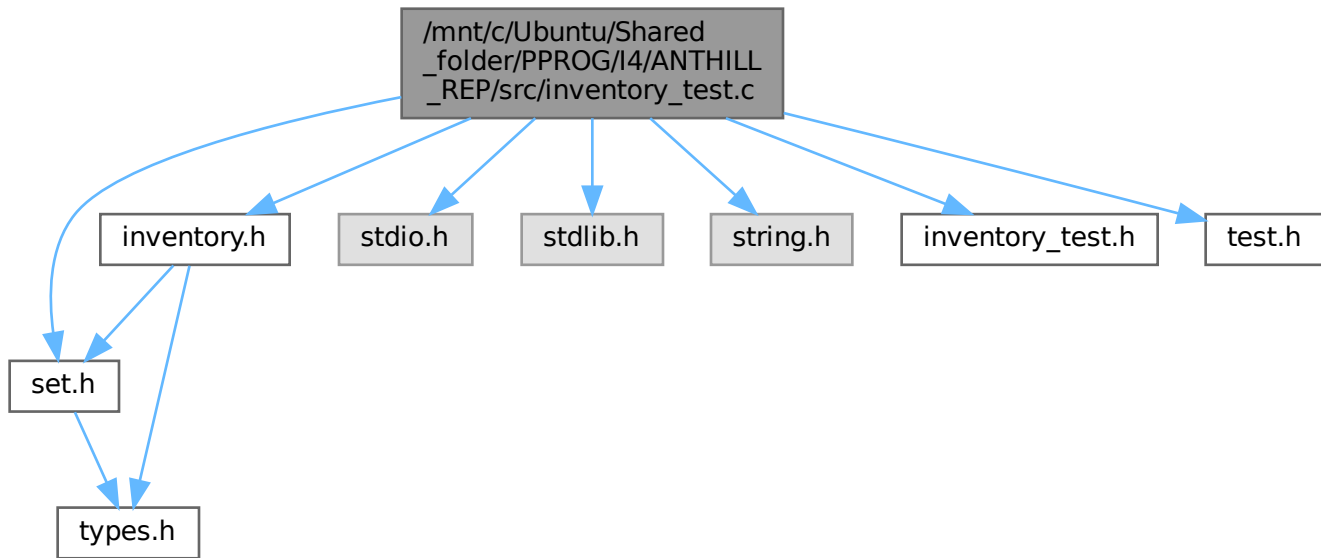 /mnt/c/Ubuntu/Shared
_folder/PPROG/I4/ANTHILL
_REP/src/inventory_test.c
inventory.h
stdio.h
stdlib.h
string.h
inventory_test.h
test.h
set.h
types.h